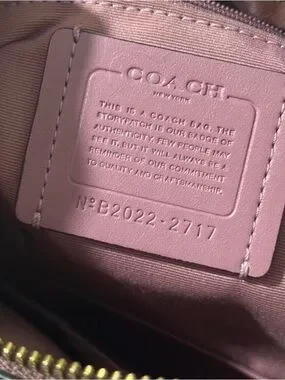 COACH
NEW YORK
THIS IS A COACH BAG. THE
STORYPATCH IS OUR BADGE OF
AUTHENTICITY. FEW PEOPLE MAY
SEE IT. BUT IT WILL ALWAYS BE A
REMINDER OF OUR COMMITMENT
TO QUALITY AND CRAFTSMANSHIP.
NºB2022-2717